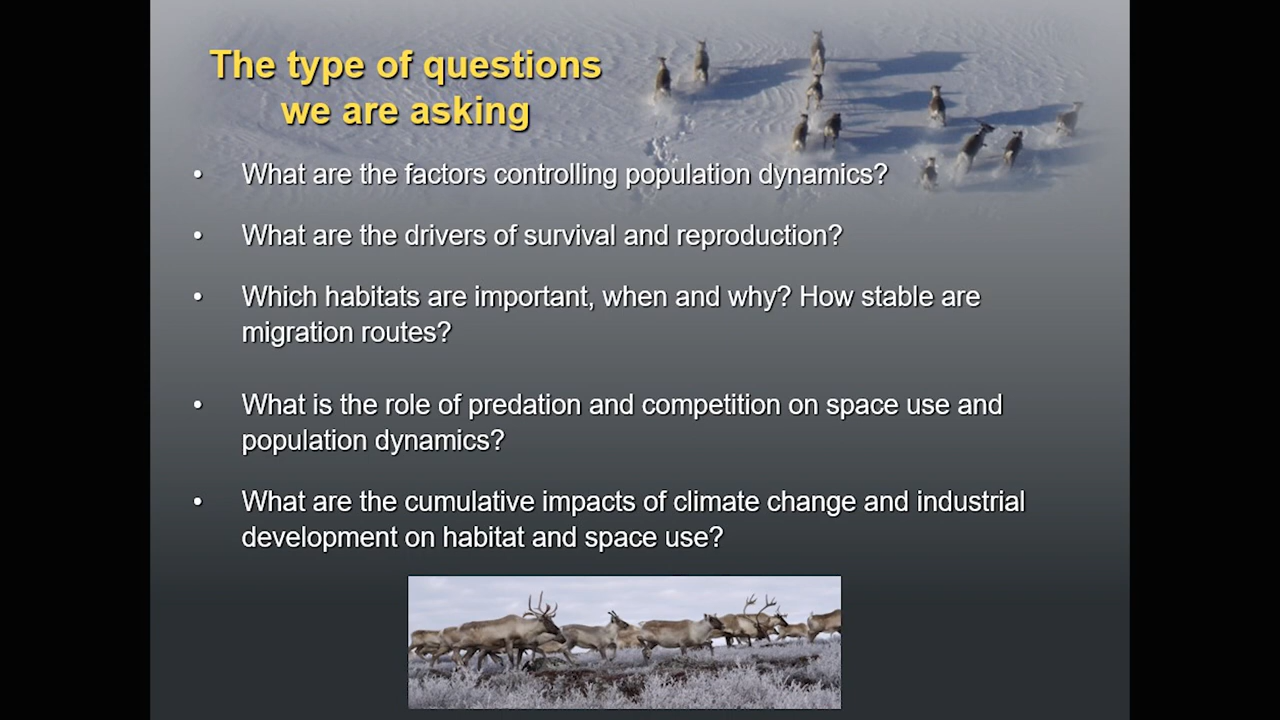 The type of questions
we are asking
• What are the factors controlling population dynamics?
• What are the drivers of survival and reproduction?
• Which habitats are important, when and why? How stable are
migration routes?
• What is the role of predation and competition on space use and
population dynamics?
• What are the cumulative impacts of climate change and industrial
development on habitat and space use?